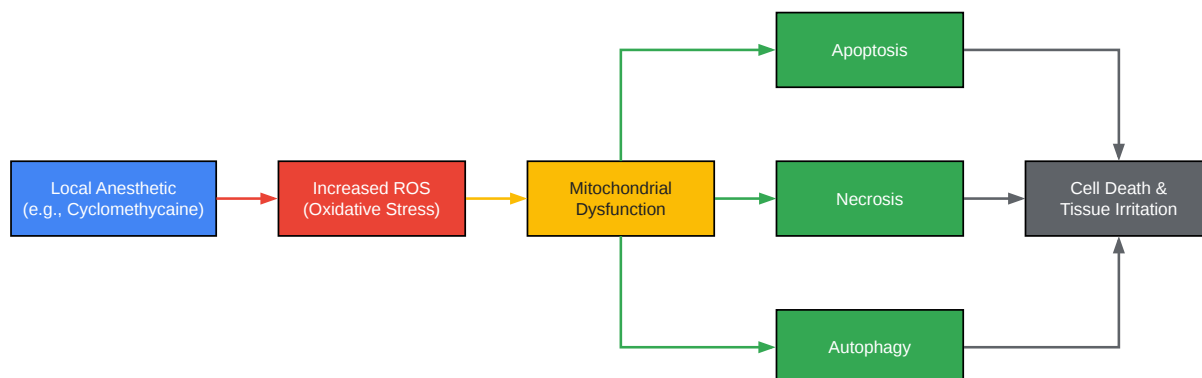 Local Anesthetic
(e.g., Cyclomethycaine)
Increased ROS
(Oxidative Stress)
Mitochondrial
Dysfunction
Apoptosis
Necrosis
Autophagy
Cell Death &
Tissue Irritation